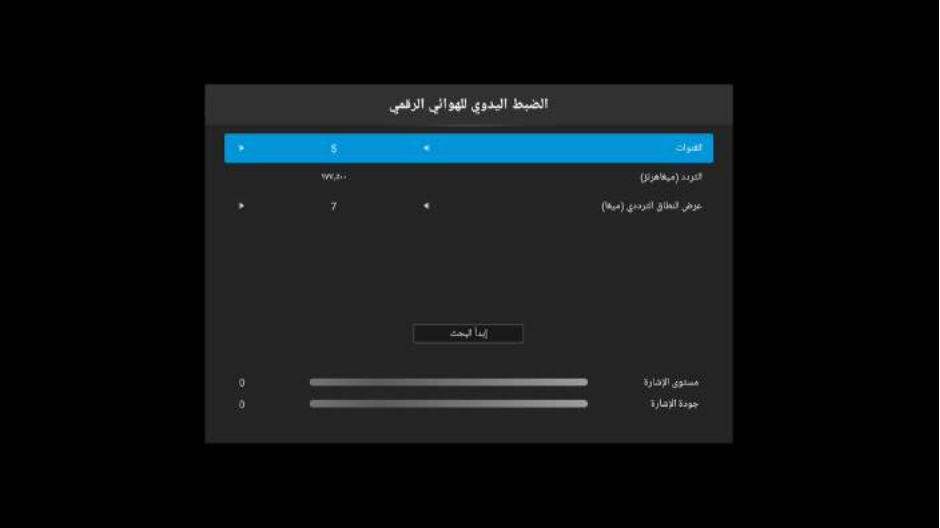 الضبط اليدوي للهوائي الرقمي
القنوات 5
التردد (ميغاهرتز) ١٧٧,٥٠٠
عرض النطاق الترددي (ميغا) 7
إبدأ البحث
مستوى الإشارة 0
جودة الإشارة 0